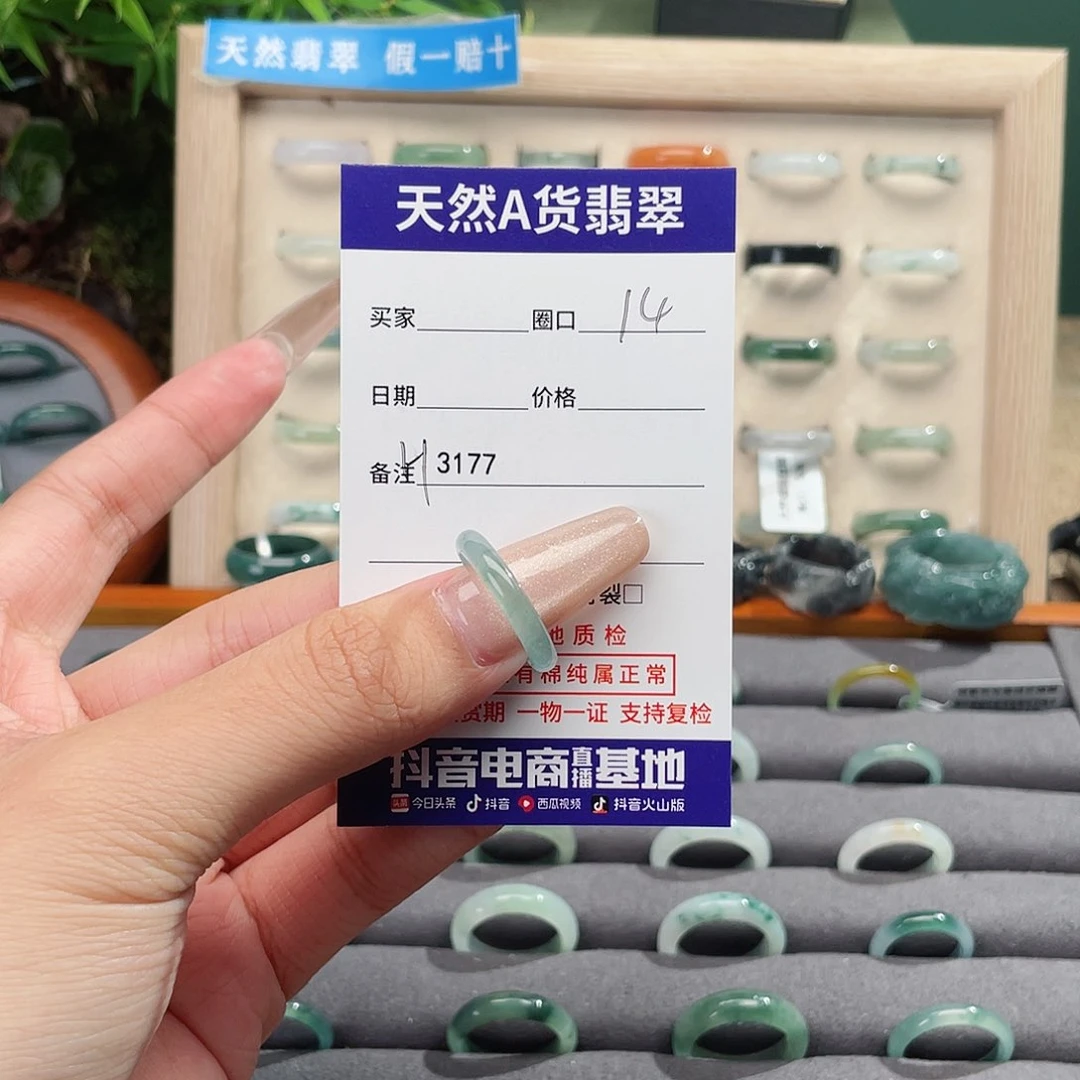 天然翡翠 假一赔十
天然A货翡翠
买家 圈口 14
日期 价格
备注 H 3177
裂□
质检
有棉纯属正常
货期 一物一证 支持复检
抖音电商直播基地
头条 今日头条 抖音 西瓜视频 抖音火山版